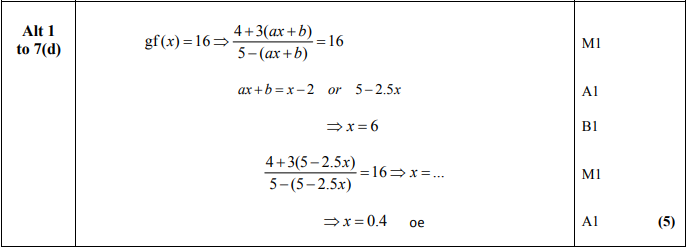 Alt 1 to 7(d)
gf(x) = 16 ⇒ \frac{4+3(ax+b)}{5-(ax+b)} = 16 M1
ax+b = x−2 or 5−2.5x A1
⇒ x = 6 B1
\frac{4+3(5-2.5x)}{5-(5-2.5x)} = 16 ⇒ x = ... M1
⇒ x = 0.4 oe A1 (5)